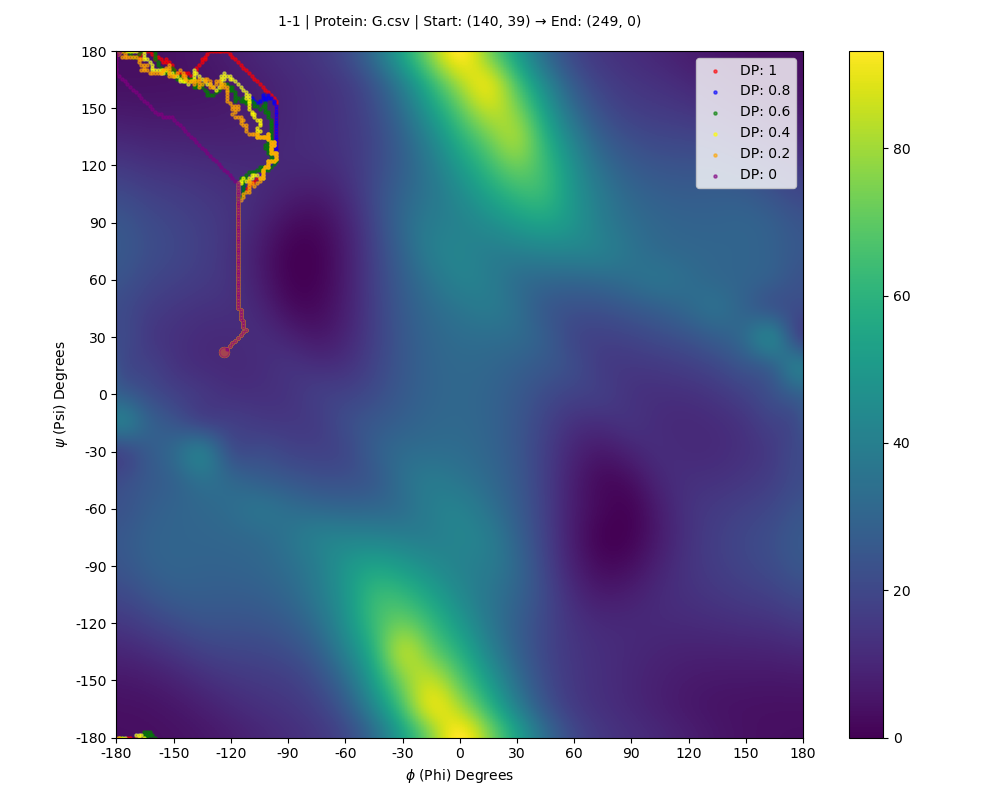 1-1 | Protein: G.csv | Start: (140, 39) → End: (249, 0)
180
150
120
90
60
30
0
-30
-60
-90
-120
-150
-180
ψ (Psi) Degrees
-180 -150 -120 -90 -60 -30 0 30 60 90 120 150 180
ϕ (Phi) Degrees
DP: 1
DP: 0.8
DP: 0.6
DP: 0.4
DP: 0.2
DP: 0
80
60
40
20
0